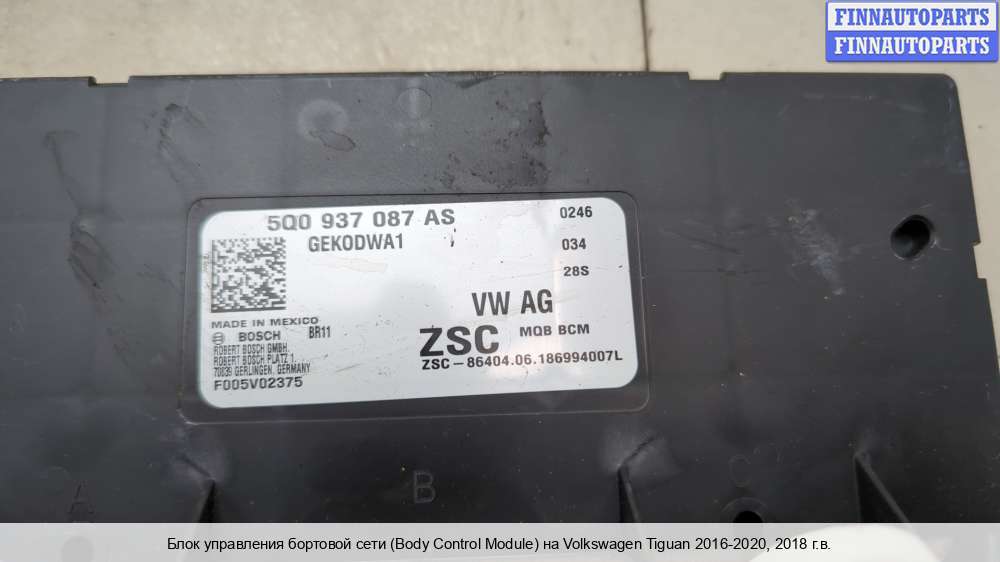 FINNAUTOPARTS
FINNAUTOPARTS
5Q0 937 087 AS 0246
GEK0DWA1 034
28S
VW AG
MADE IN MEXICO
BOSCH BR11
ZSC MQB BCM
ROBERT BOSCH GMBH.
ROBERT BOSCH PLATZ 1
70839 GERLINGEN, GERMANY
ZSC-86404.06.186994007L
F005V02375
B
C
Блок управления бортовой сети (Body Control Module) на Volkswagen Tiguan 2016-2020, 2018 г.в.